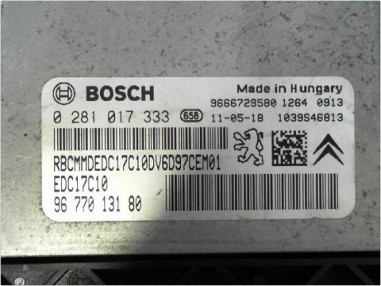 BOSCH
Made in Hungary
9666729580 1264 0913
0 281 017 333 658 11-05-18 1039S46813
RBCMMDEDC17C10DV6D97CEM01
EDC17C10
96 770 131 80